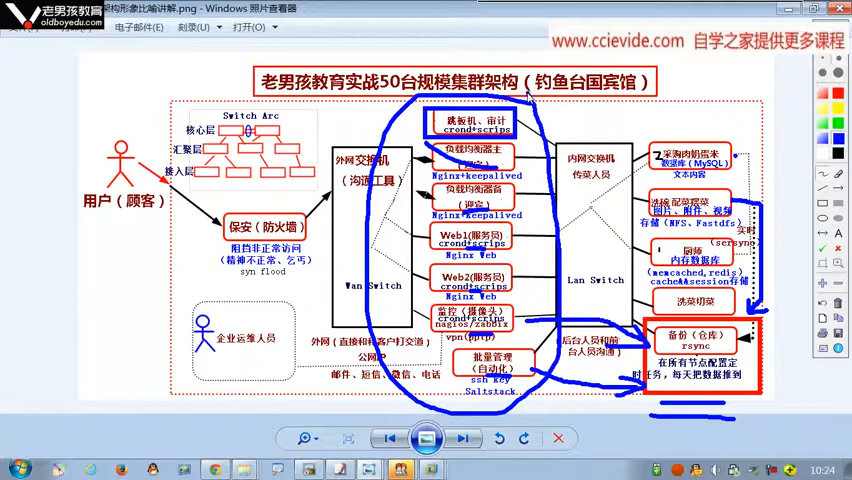 架构形象比喻讲解.png - Windows 照片查看器
老男孩教育
oldboyedu.com
电子邮件(E)
刻录(U)
打开(O)
www.ccievide.com 自学之家提供更多课程
老男孩教育实战50台规模集群架构（钓鱼台国宾馆）
Switch Arc
核心层
汇聚层
接入层
用户（顾客）
保安（防火墙）
阻挡非正常访问
（精神不正常、乞丐）
syn flood
企业运维人员
外网交换机
（沟通工具）
Wan Switch
外网（直接和客户打交道）
公网IP
邮件、短信、微信、电话
跳板机、审计
crond+scrips
负载均衡器主
（迎宾）
Nginx+keepalived
负载均衡器备
（迎宾）
Nginx+keepalived
Web1(服务员)
crond+scrips
Nginx Web
Web2(服务员)
crond+scrips
Nginx Web
监控（摄像头）
crond+scrips
nagios/zabbix
vpn(pptp)
批量管理
（自动化）
ssh key
Saltstack
内网交换机
传菜人员
Lan Switch
后台人员和前
台人员沟通）
采购肉奶蛋米
数据库（MySQL）
文本内容
洗碗 配菜摆菜
图片、附件、视频
存储(NFS、Fastdfs)
实时
(sersync)
厨师
内存数据库
(memcached,redis)
cache&&session存储
洗菜切菜
备份（仓库）
rsync
在所有节点配置定
时任务，每天把数据推到
10:24